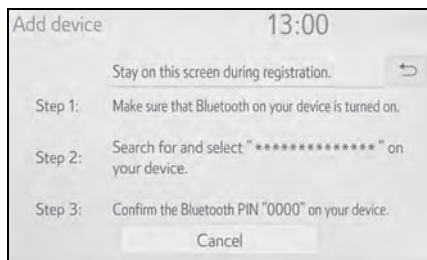 Add device 13:00
Stay on this screen during registration.
Step 1: Make sure that Bluetooth on your device is turned on.
Step 2: Search for and select "**************" on
your device.
Step 3: Confirm the Bluetooth PIN "0000" on your device.
Cancel